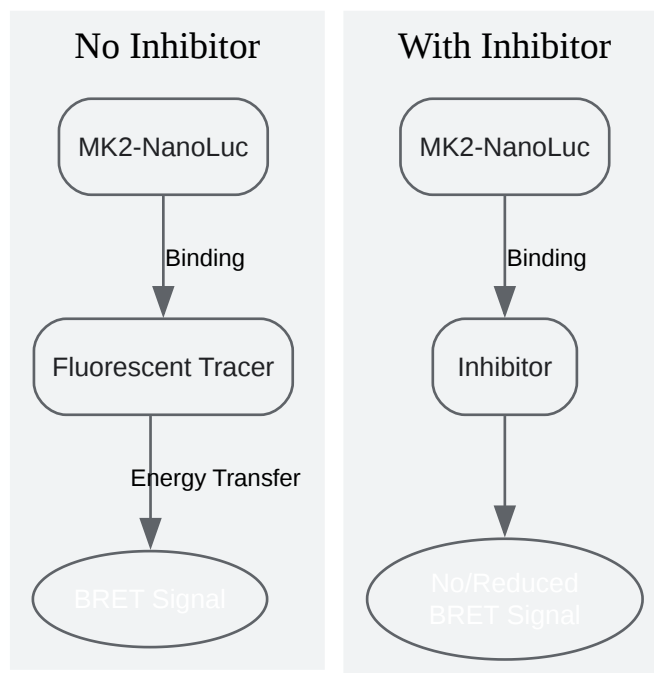 No Inhibitor
MK2-NanoLuc
Binding
Fluorescent Tracer
Energy Transfer
BRET Signal
With Inhibitor
MK2-NanoLuc
Binding
Inhibitor
No/Reduced
BRET Signal